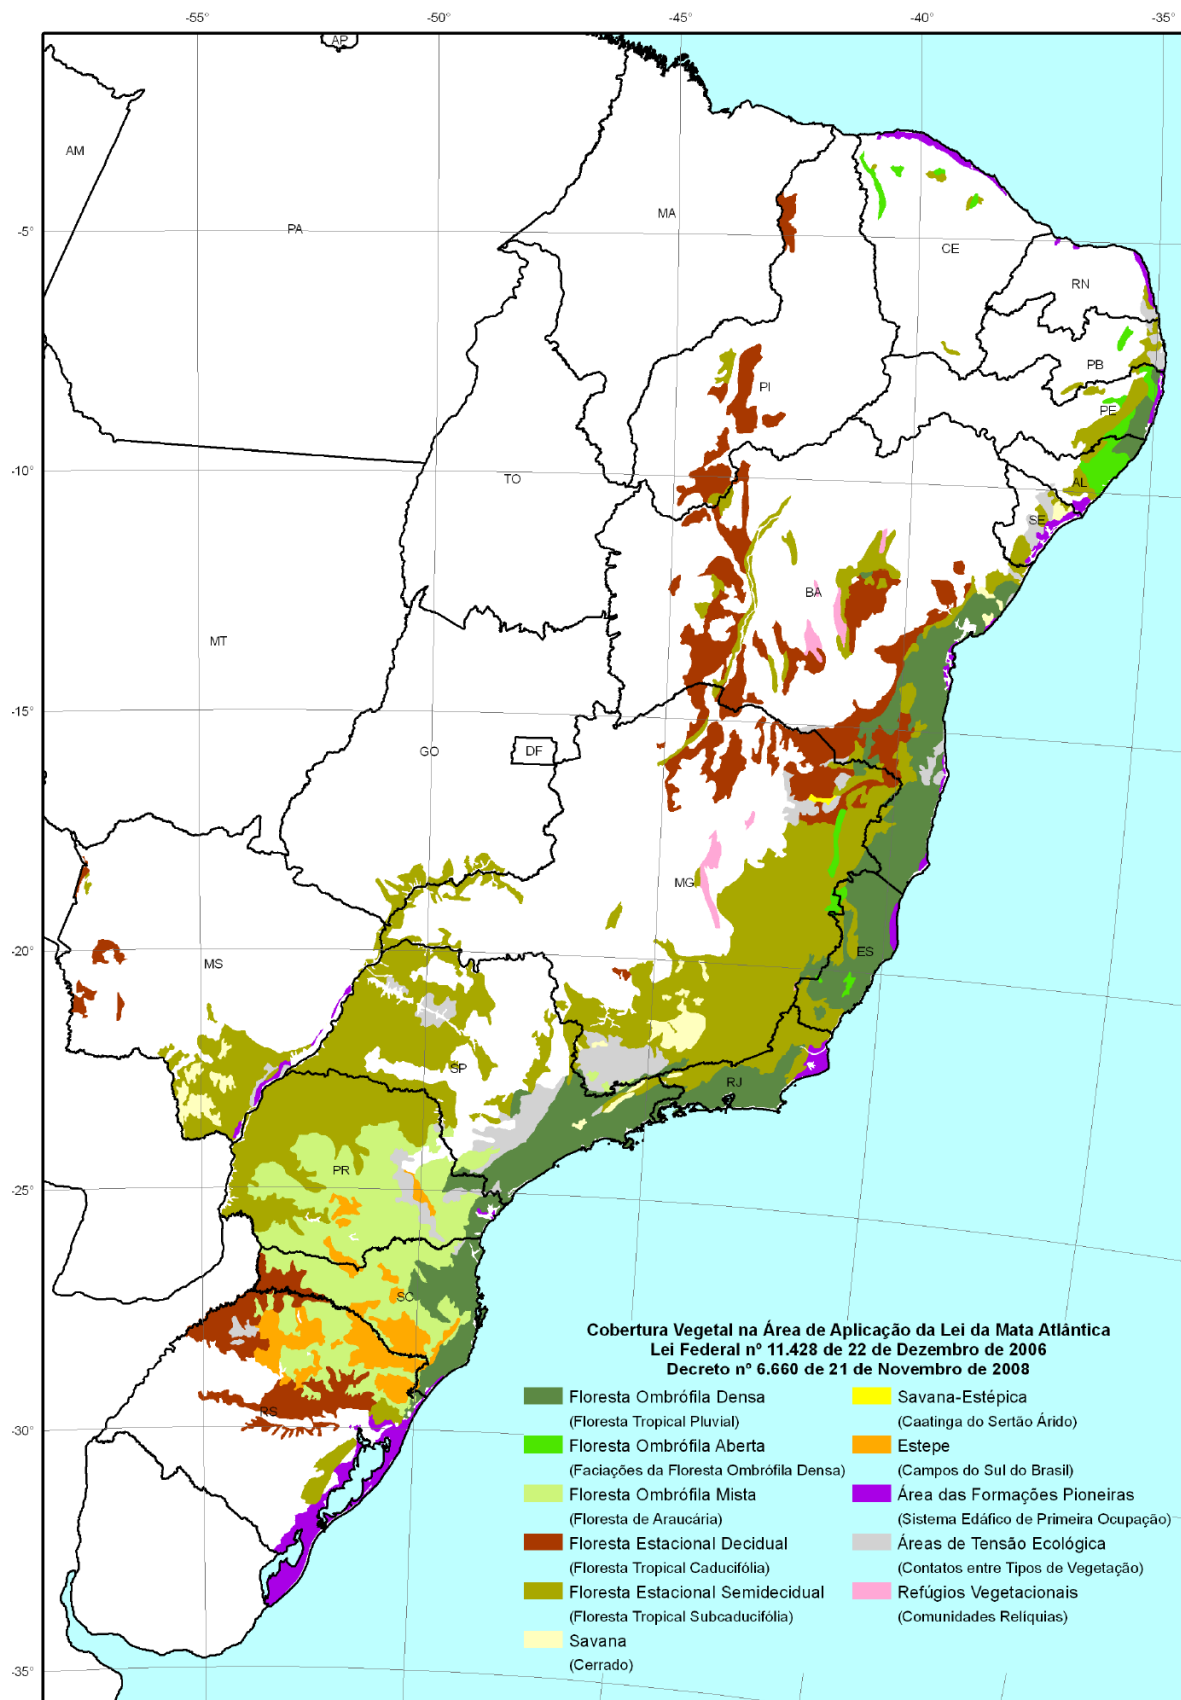 -55°
-50°
-45°
-40°
-35°
AP
AM
MA
PA
-5°
CE
RN
PB
PI
PE
-10°
TO
AL
SE
BA
MT
-15°
GO
DF
MG
-20°
ES
MS
SP
RJ
PR
-25°
SC
RS
-30°
-35°
Cobertura Vegetal na Área de Aplicação da Lei da Mata Atlântica
Lei Federal nº 11.428 de 22 de Dezembro de 2006
Decreto nº 6.660 de 21 de Novembro de 2008
Floresta Ombrófila Densa
(Floresta Tropical Pluvial)
Floresta Ombrófila Aberta
(Faciações da Floresta Ombrófila Densa)
Floresta Ombrófila Mista
(Floresta de Araucária)
Floresta Estacional Decidual
(Floresta Tropical Caducifólia)
Floresta Estacional Semidecidual
(Floresta Tropical Subcaducifólia)
Savana
(Cerrado)
Savana-Estépica
(Caatinga do Sertão Árido)
Estepe
(Campos do Sul do Brasil)
Área das Formações Pioneiras
(Sistema Edáfico de Primeira Ocupação)
Áreas de Tensão Ecológica
(Contatos entre Tipos de Vegetação)
Refúgios Vegetacionais
(Comunidades Relíquias)